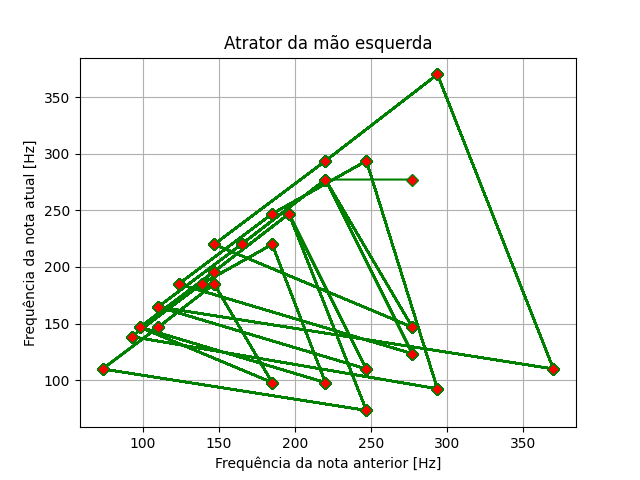 Atrator da mão esquerda
Frequência da nota atual [Hz]
350
300
250
200
150
100
100 150 200 250 300 350
Frequência da nota anterior [Hz]